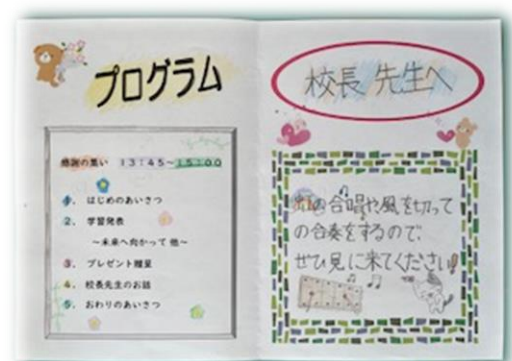 プログラム
感謝の集い 13:45~15:00
1. はじめのあいさつ
2. 学習発表
~未来へ向かって 他~
3. プレゼント贈呈
4. 校長先生のお話
5. おわりのあいさつ
校長先生へ
虹の合唱や風を切って
の合奏をするので、
ぜひ見に来てください!